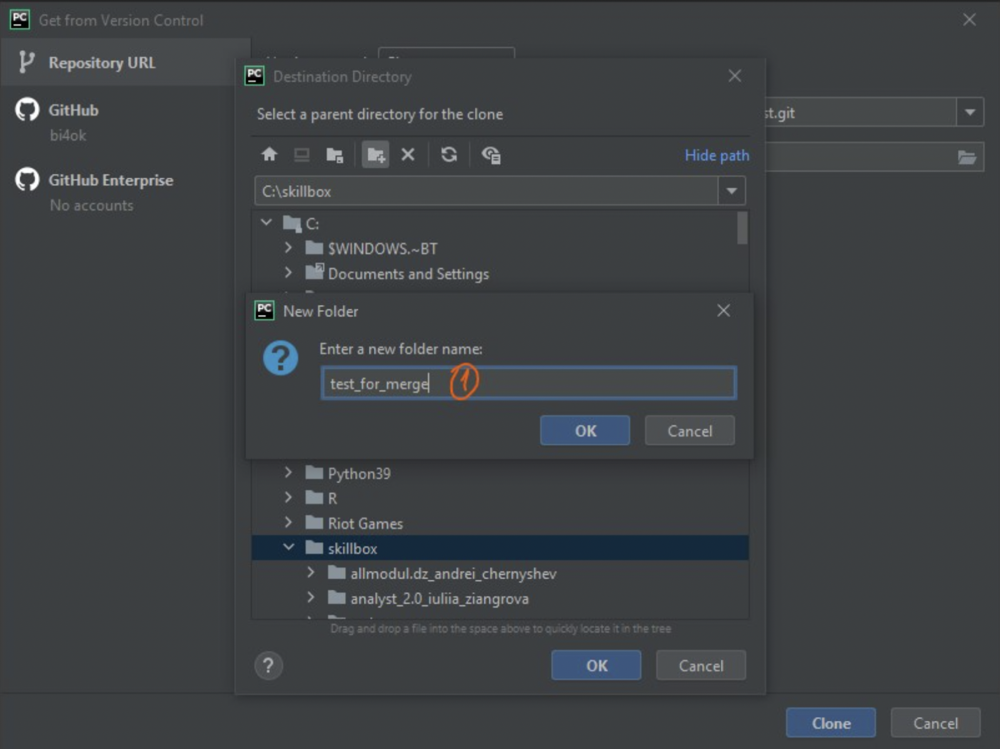 PC Get from Version Control
Repository URL
GitHub
bi4ok
GitHub Enterprise
No accounts
st.git
PC Destination Directory
Select a parent directory for the clone
Hide path
C:\skillbox
C:
$WINDOWS.~BT
Documents and Settings
PC New Folder
? Enter a new folder name:
test_for_merge 1
OK Cancel
Python39
R
Riot Games
skillbox
allmodul.dz_andrei_chernyshev
analyst_2.0_iuliia_ziangrova
Drag and drop a file into the space above to quickly locate it in the tree
? OK Cancel
Clone Cancel